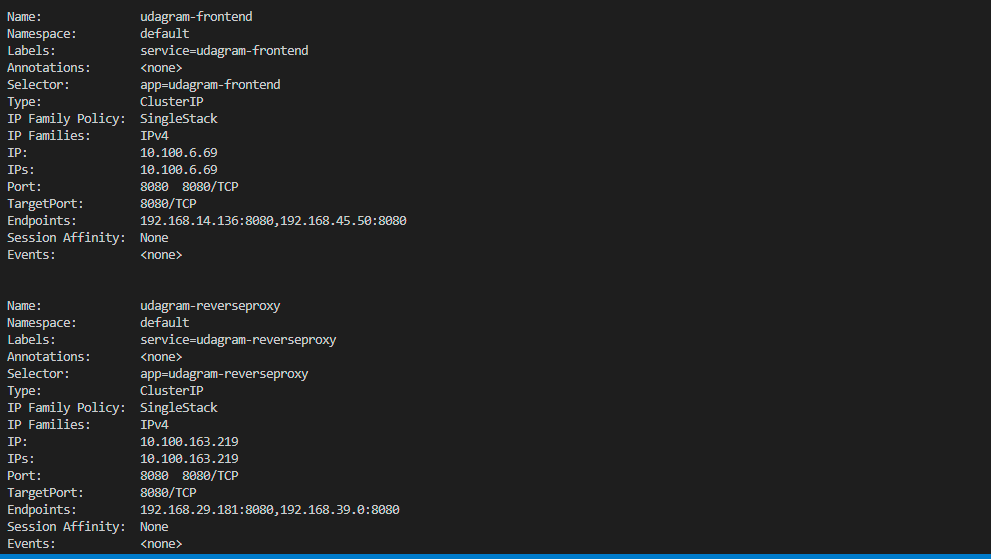 Name: udagram-frontend
Namespace: default
Labels: service=udagram-frontend
Annotations: <none>
Selector: app=udagram-frontend
Type: ClusterIP
IP Family Policy: SingleStack
IP Families: IPv4
IP: 10.100.6.69
IPs: 10.100.6.69
Port: 8080 8080/TCP
TargetPort: 8080/TCP
Endpoints: 192.168.14.136:8080,192.168.45.50:8080
Session Affinity: None
Events: <none>
Name: udagram-reverseproxy
Namespace: default
Labels: service=udagram-reverseproxy
Annotations: <none>
Selector: app=udagram-reverseproxy
Type: ClusterIP
IP Family Policy: SingleStack
IP Families: IPv4
IP: 10.100.163.219
IPs: 10.100.163.219
Port: 8080 8080/TCP
TargetPort: 8080/TCP
Endpoints: 192.168.29.181:8080,192.168.39.0:8080
Session Affinity: None
Events: <none>